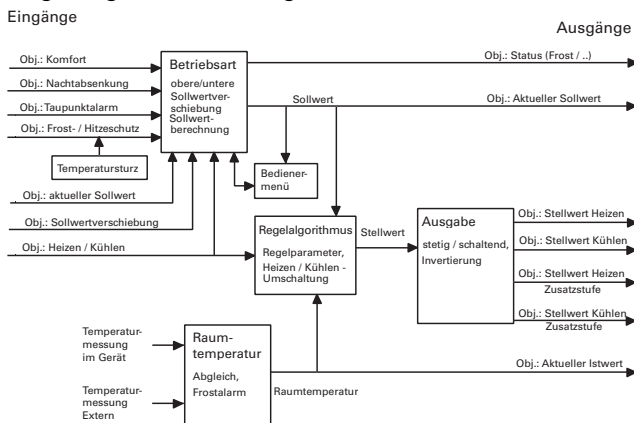 Eingänge
Ausgänge
Obj.: Komfort
Obj.: Nachtabsenkung
Obj.:Taupunktalarm
Obj.: Frost- / Hitzeschutz
Temperatursturz
Obj.: aktueller Sollwert
Obj.: Sollwertverschiebung
Obj.: Heizen / Kühlen
Betriebsart
obere/untere
Sollwertver-
schiebung
Sollwert-
berechnung
Obj.: Status (Frost / ..)
Sollwert
Obj.: Aktueller Sollwert
Bediener-
menü
Regelalgorithmus
Regelparameter,
Heizen / Kühlen -
Umschaltung
Stellwert
Ausgabe
stetig / schaltend,
Invertierung
Obj.: Stellwert Heizen
Obj.: Stellwert Kühlen
Obj.: Stellwert Heizen
Zusatzstufe
Obj.: Stellwert Kühlen
Zusatzstufe
Temperatur-
messung
im Gerät
Temperatur-
messung
Extern
Raum-
temperatur
Abgleich,
Frostalarm
Raumtemperatur
Obj.: Aktueller Istwert